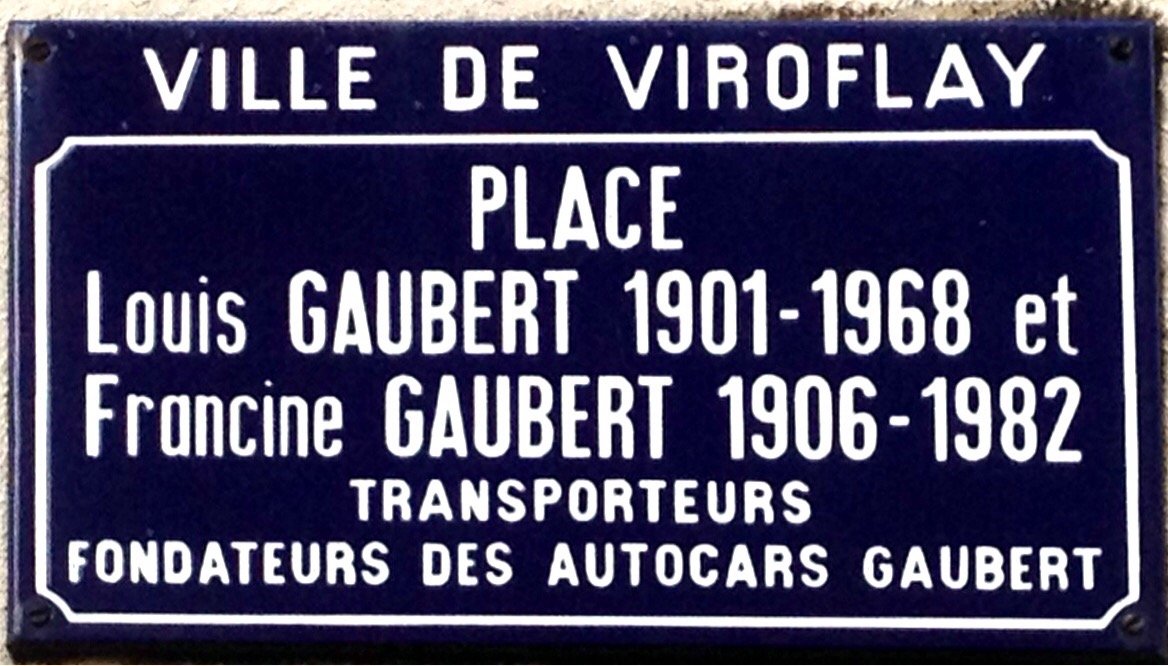 VILLE DE VIROFLAY
PLACE
Louis GAUBERT 1901-1968 et
Francine GAUBERT 1906-1982
TRANSPORTEURS
FONDATEURS DES AUTOCARS GAUBERT